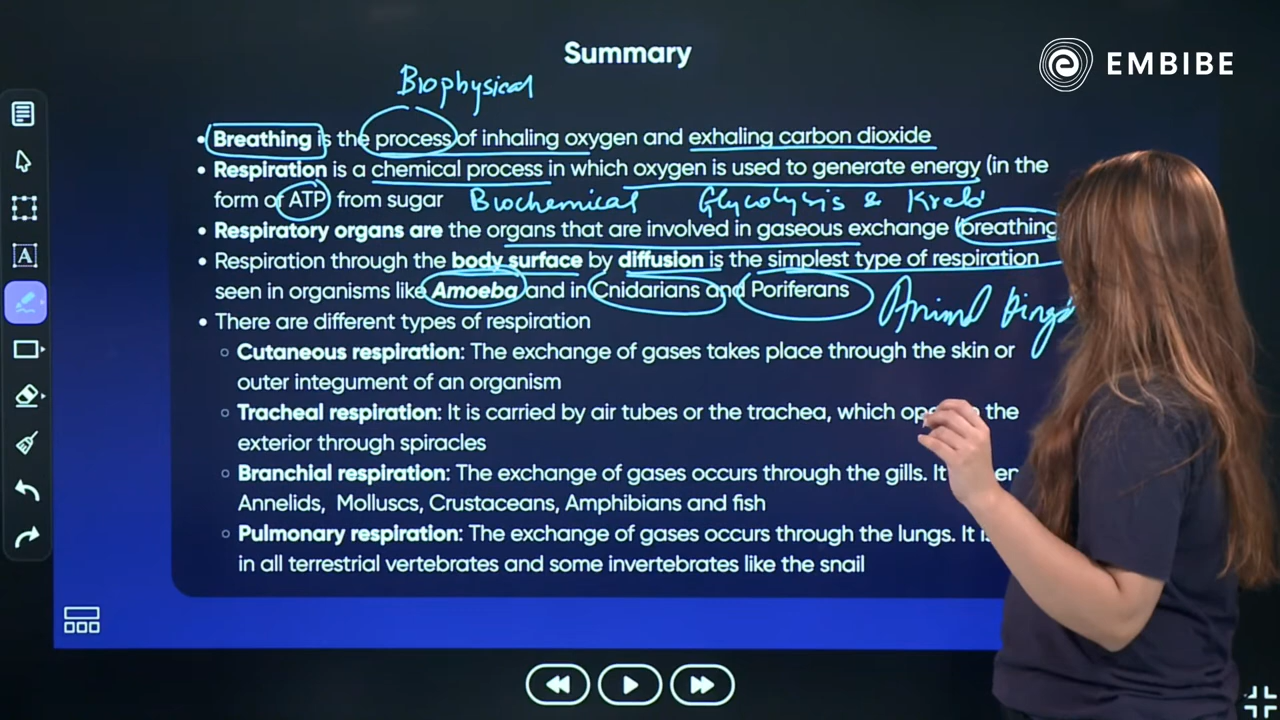 Summary
EMBIBE
Biophysical
• Breathing is the process of inhaling oxygen and exhaling carbon dioxide
• Respiration is a chemical process in which oxygen is used to generate energy (in the
form of ATP from sugar Biochemical Glycolysis & Kreb's
• Respiratory organs are the organs that are involved in gaseous exchange (breathing
• Respiration through the body surface by diffusion is the simplest type of respiration
seen in organisms like Amoeba and in Cnidarians and Poriferans Animal
• There are different types of respiration
○ Cutaneous respiration: The exchange of gases takes place through the skin or
outer integument of an organism
○ Tracheal respiration: It is carried by air tubes or the trachea, which the
exterior through spiracles
○ Branchial respiration: The exchange of gases occurs through the gills. It
Annelids, Molluscs, Crustaceans, Amphibians and fish
○ Pulmonary respiration: The exchange of gases occurs through the lungs. It
in all terrestrial vertebrates and some invertebrates like the snail